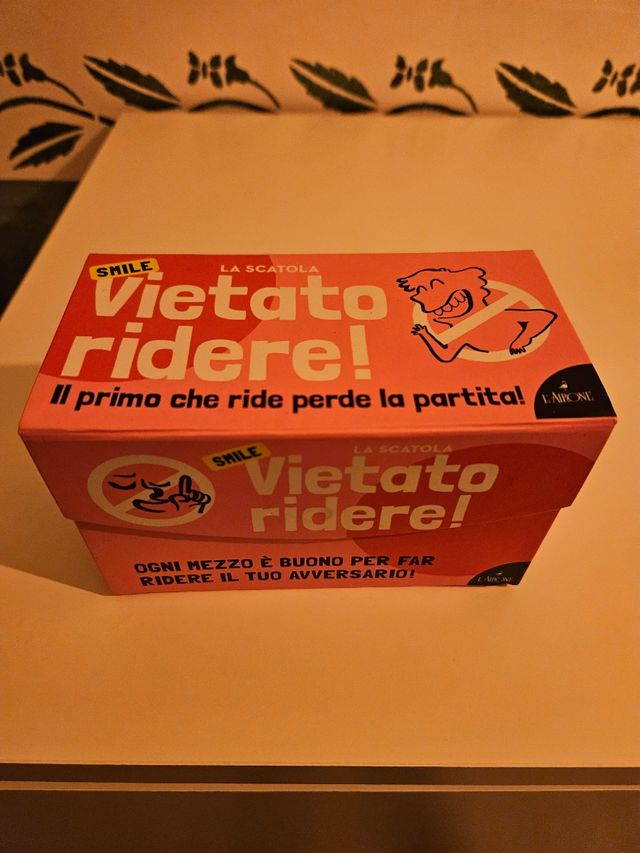 SMILE
LA SCATOLA
Vietato
ridere!
Il primo che ride perde la partita!
L'AIRONE
SMILE
LA SCATOLA
Vietato
ridere!
OGNI MEZZO È BUONO PER FAR
RIDERE IL TUO AVVERSARIO!
L'AIRONE